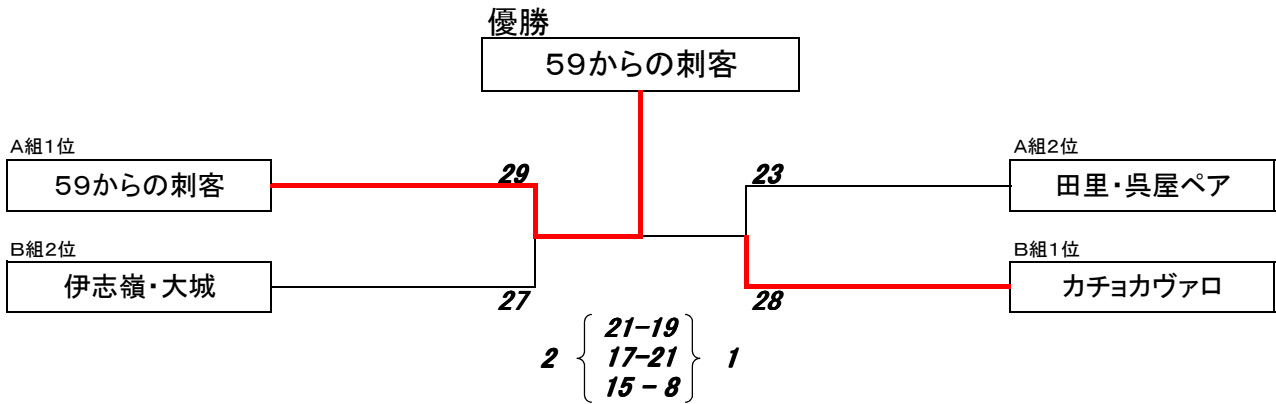 優勝
59からの刺客
A組1位
59からの刺客
29
23
A組2位
田里・呉屋ペア
B組2位
伊志嶺・大城
27
28
B組1位
カチョカヴァロ
2
21-19
17-21
15-8
1